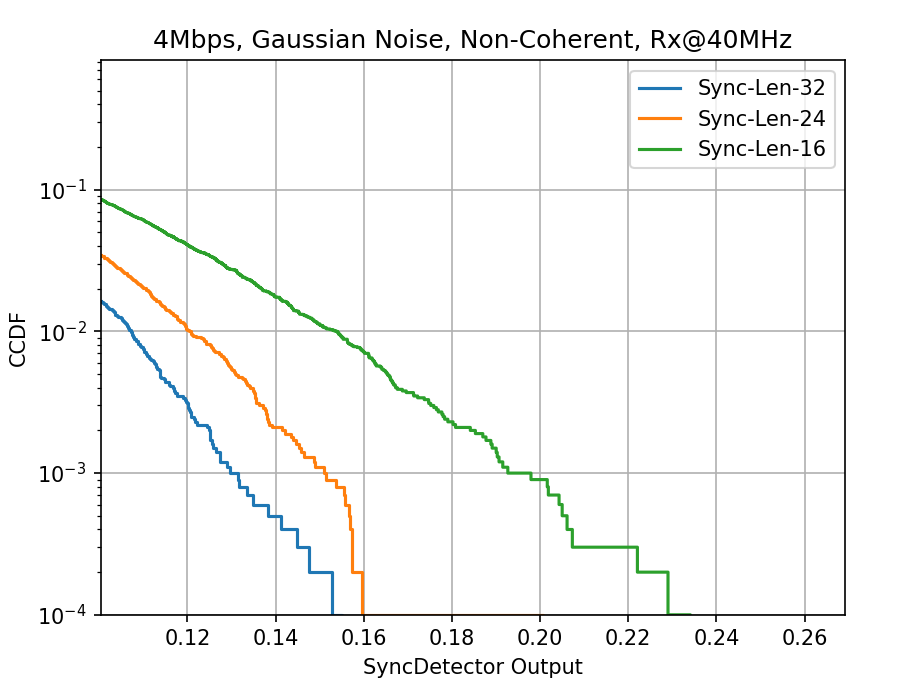 4Mbps, Gaussian Noise, Non-Coherent, Rx@40MHz
Sync-Len-32
Sync-Len-24
Sync-Len-16
CCDF
10⁻¹
10⁻²
10⁻³
10⁻⁴
0.12 0.14 0.16 0.18 0.20 0.22 0.24 0.26
SyncDetector Output